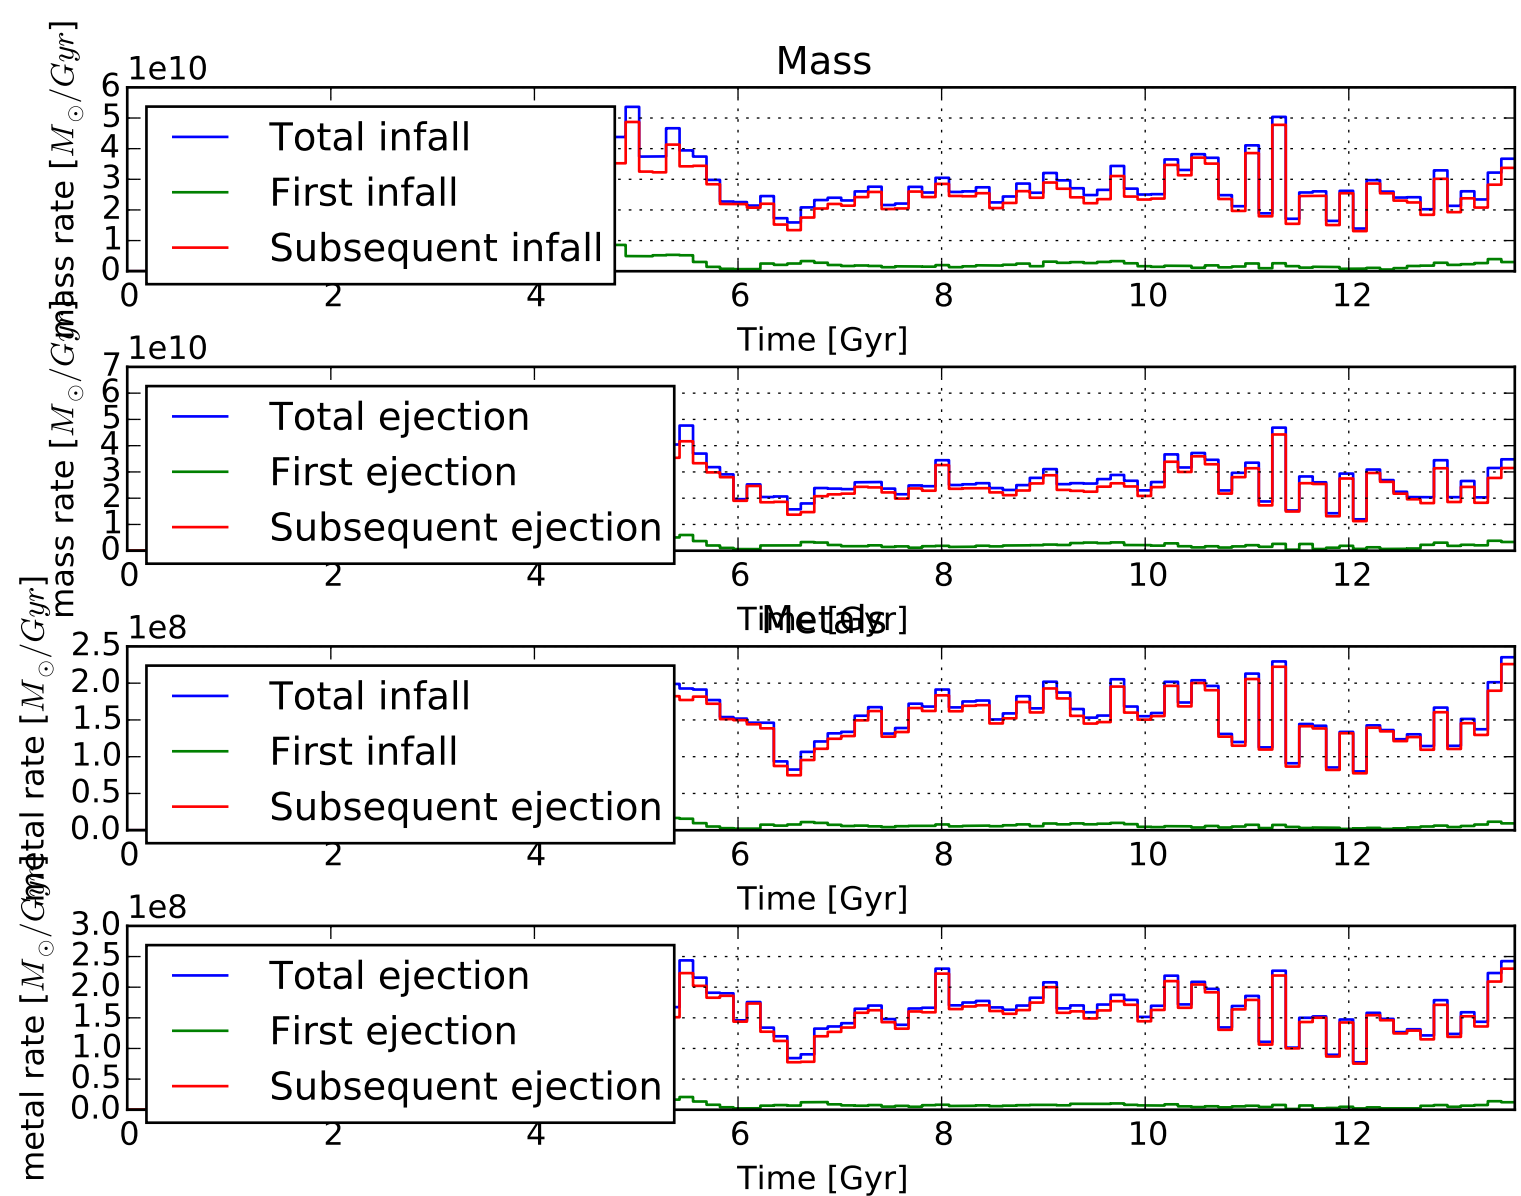 Mass
1e10
mass rate [M⊙/Gyr]
6
5
4
3
2
1
0
Total infall
First infall
Subsequent infall
0 2 4 6 8 10 12
Time [Gyr]
1e10
mass rate [M⊙/Gyr]
7
6
5
4
3
2
1
0
Total ejection
First ejection
Subsequent ejection
0 2 4 6 8 10 12
Time [Gyr]
Metals
1e8
metal rate [M⊙/Gyr]
2.5
2.0
1.5
1.0
0.5
0.0
Total infall
First infall
Subsequent ejection
0 2 4 6 8 10 12
Time [Gyr]
1e8
metal rate [M⊙/Gyr]
3.0
2.5
2.0
1.5
1.0
0.5
0.0
Total ejection
First ejection
Subsequent ejection
0 2 4 6 8 10 12
Time [Gyr]